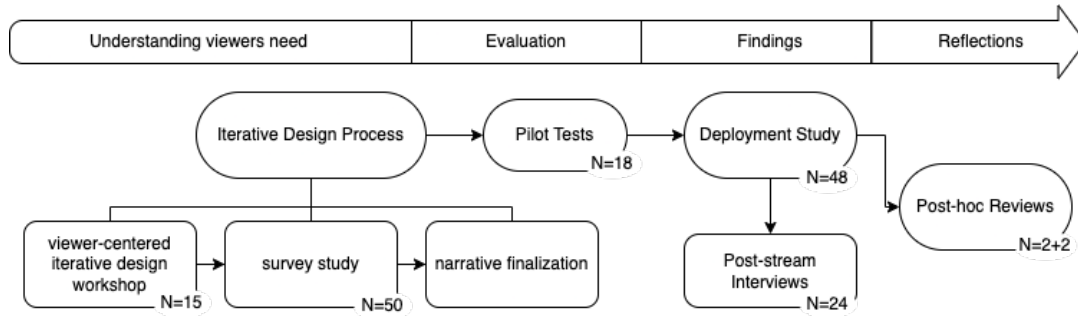 Understanding viewers need
Evaluation
Findings
Reflections
Iterative Design Process
Pilot Tests
N=18
Deployment Study
N=48
Post-hoc Reviews
N=2+2
viewer-centered
iterative design
workshop
N=15
survey study
N=50
narrative finalization
Post-stream
Interviews
N=24